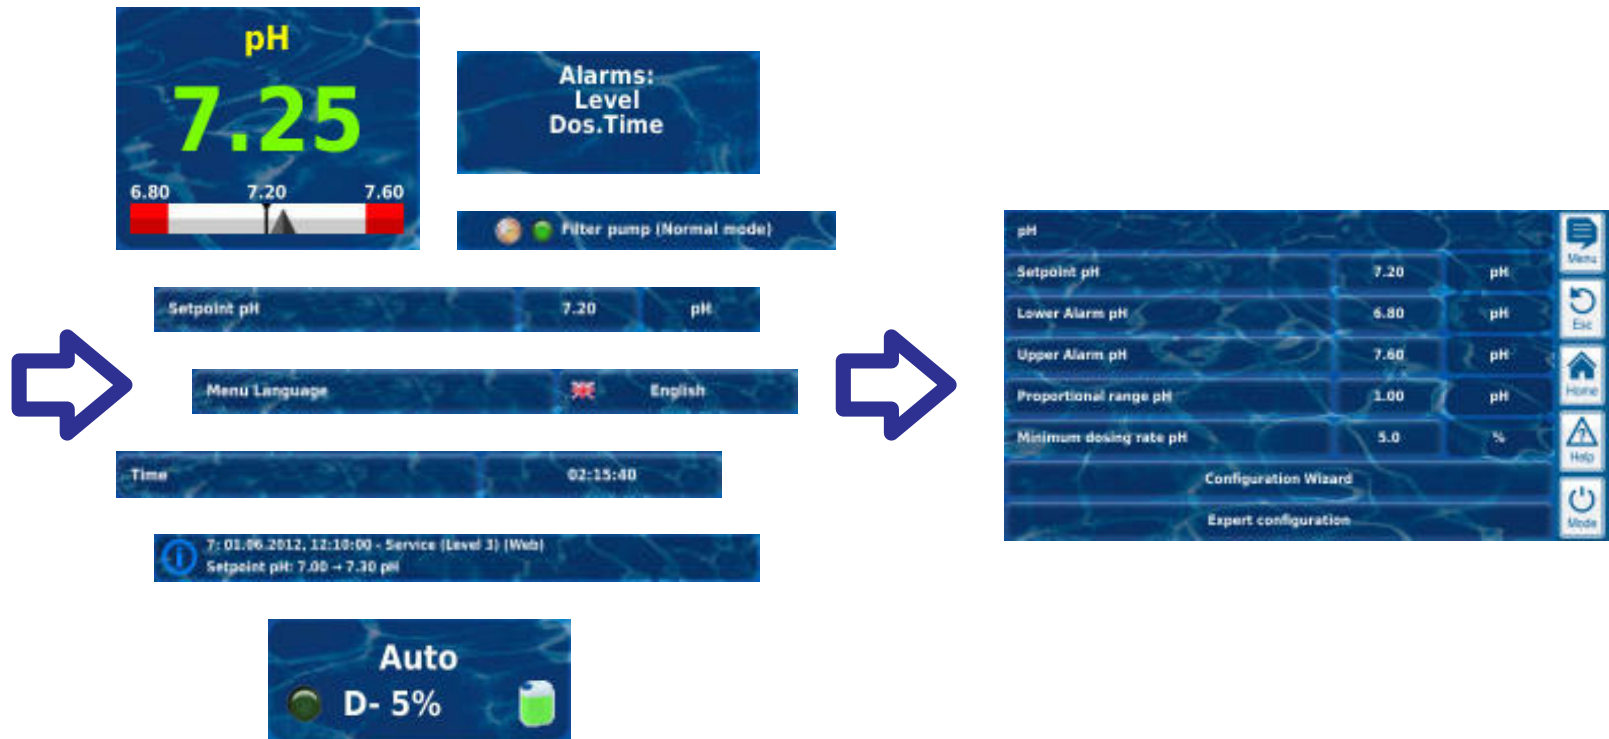 pH
7.25
6.80 7.20 7.60
Alarms:
Level
Dos.Time
Filter pump (Normal mode)
Setpoint pH 7.20 pH
Menu Language English
Time 02:15:40
7: 01.06.2012, 12:10:00 - Service (Level 3) (Web)
Setpoint pH: 7.00 → 7.30 pH
Auto
D- 5%
pH
Setpoint pH 7.20 pH
Lower Alarm pH 6.80 pH
Upper Alarm pH 7.60 pH
Proportional range pH 1.00 pH
Minimum dosing rate pH 5.0 %
Configuration Wizard
Expert configuration
Menu
Esc
Home
?
Help
Mode